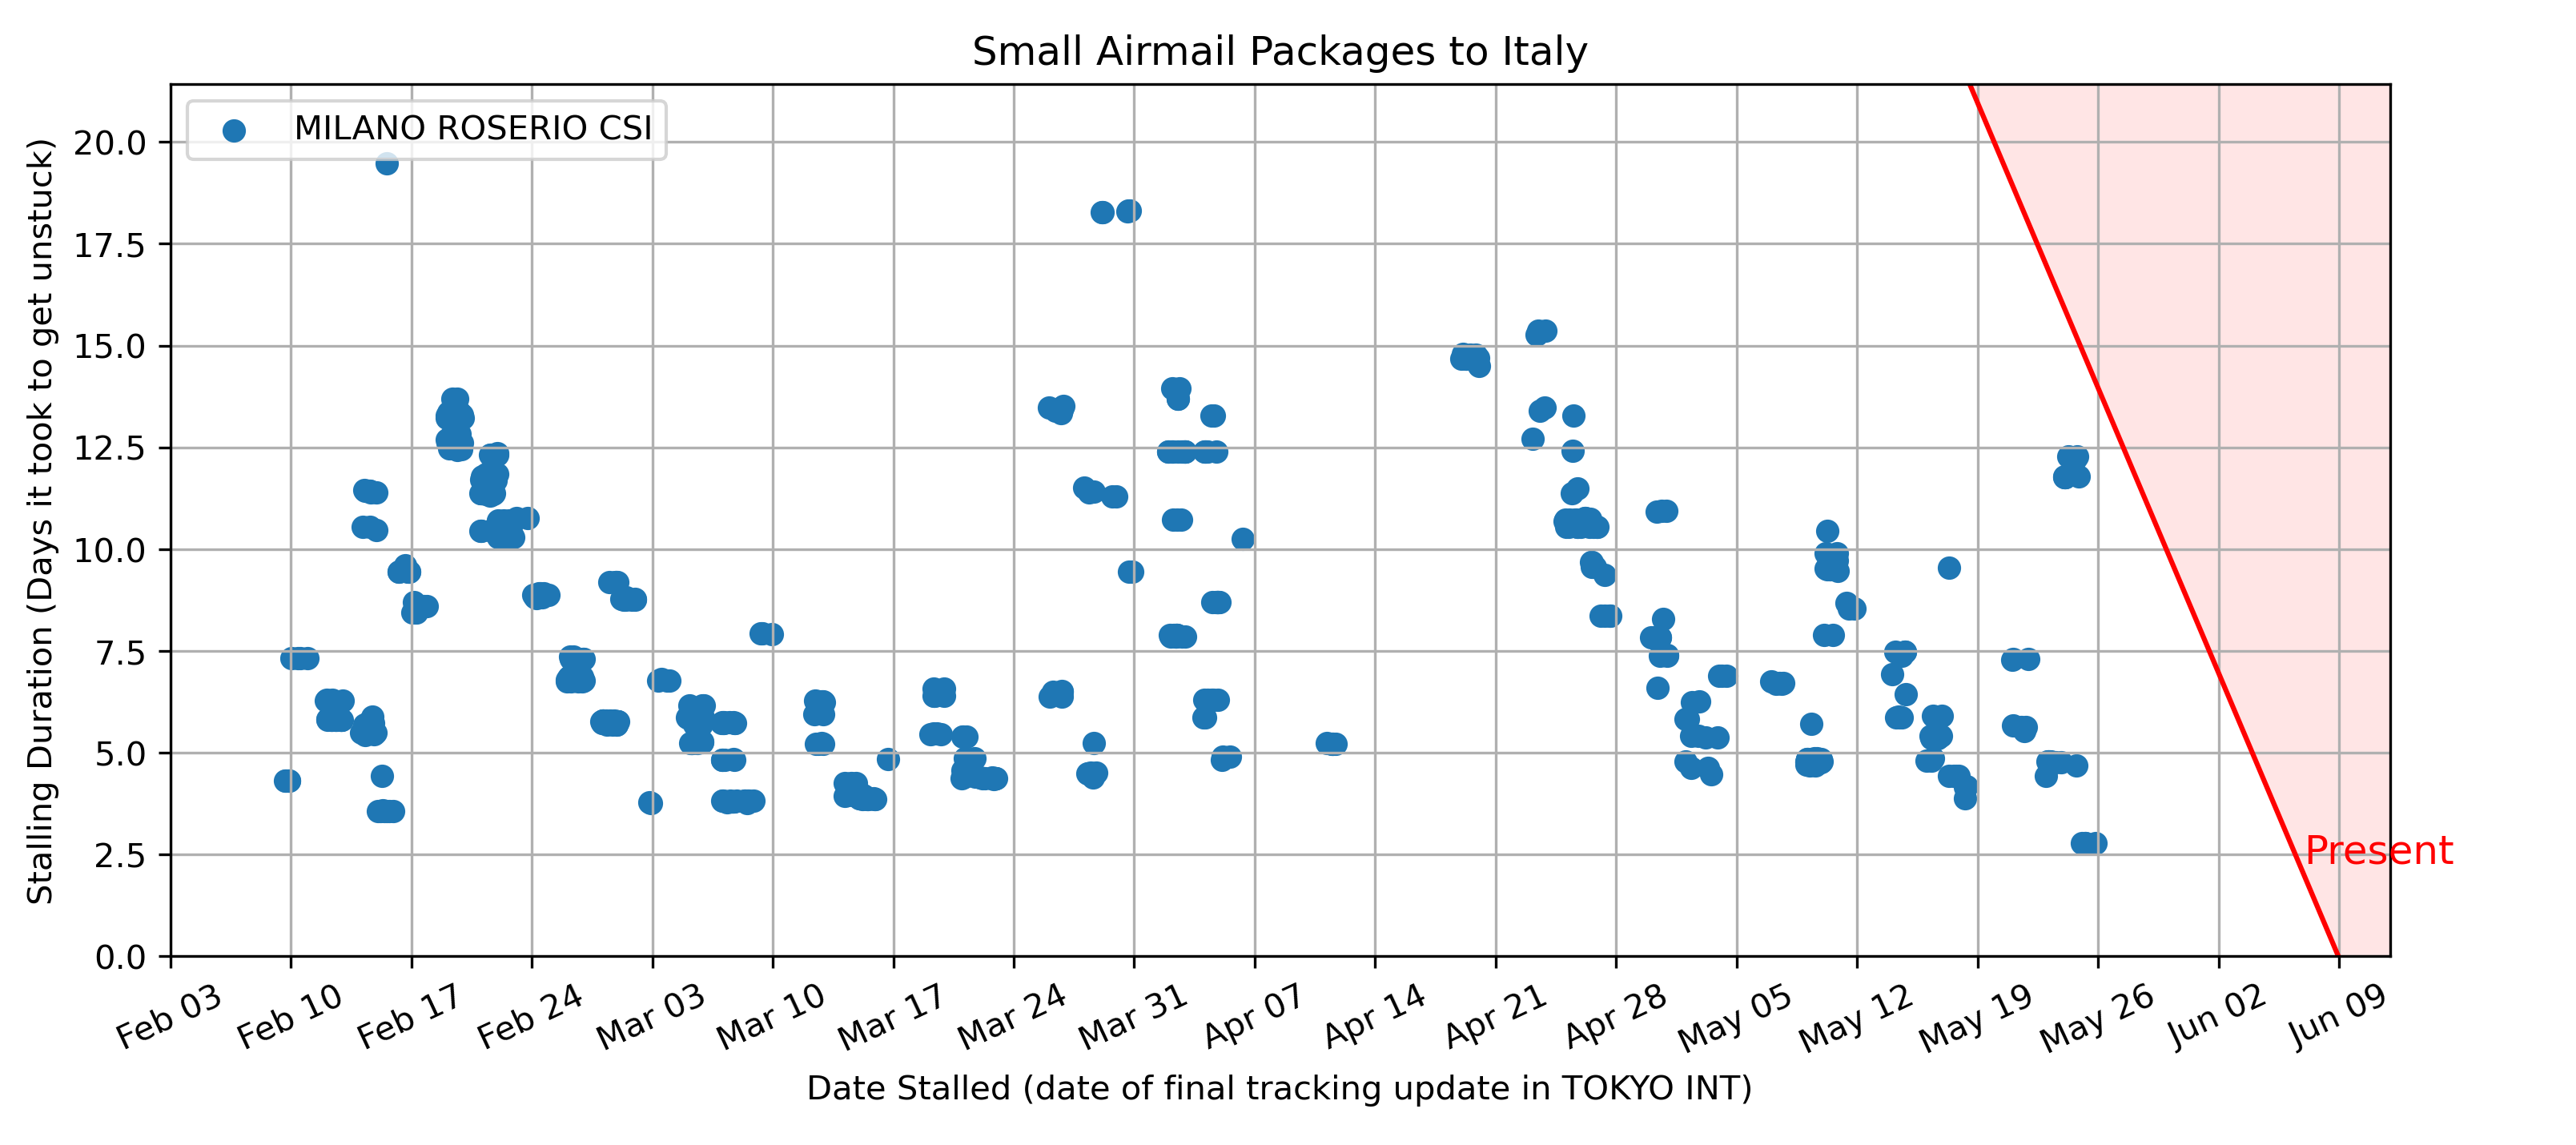 Small Airmail Packages to Italy
MILANO ROSERIO CSI
Stalling Duration (Days it took to get unstuck)
20.0
17.5
15.0
12.5
10.0
7.5
5.0
2.5
0.0
Present
Feb 03 Feb 10 Feb 17 Feb 24 Mar 03 Mar 10 Mar 17 Mar 24 Mar 31 Apr 07 Apr 14 Apr 21 Apr 28 May 05 May 12 May 19 May 26 Jun 02 Jun 09
Date Stalled (date of final tracking update in TOKYO INT)